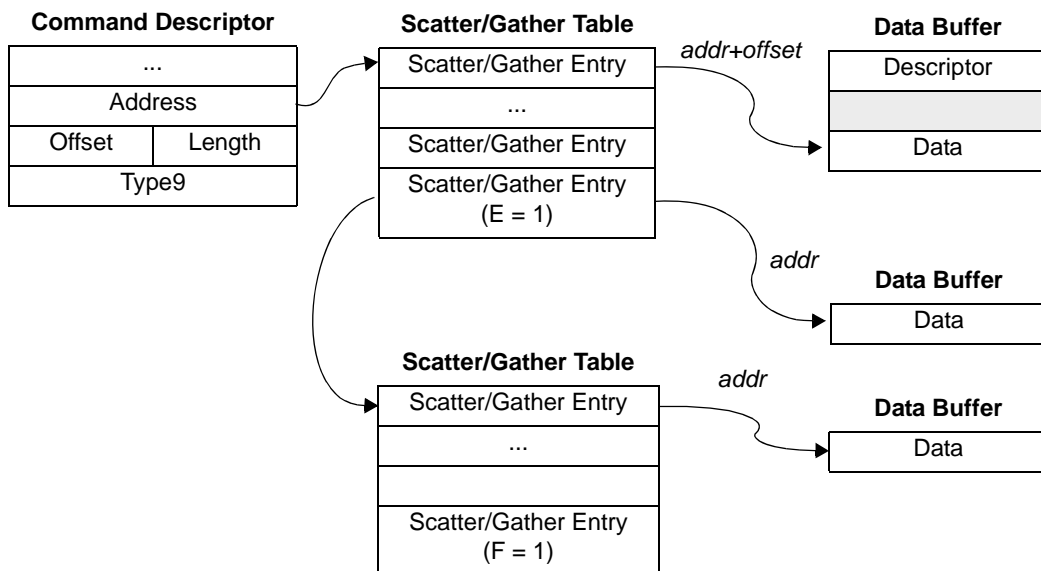 Command Descriptor
...
Address
Offset
Length
Type9
Scatter/Gather Table
Scatter/Gather Entry
...
Scatter/Gather Entry
Scatter/Gather Entry
(E = 1)
addr+offset
Data Buffer
Descriptor
Data
addr
Data Buffer
Data
Scatter/Gather Table
Scatter/Gather Entry
...
Scatter/Gather Entry
(F = 1)
addr
Data Buffer
Data